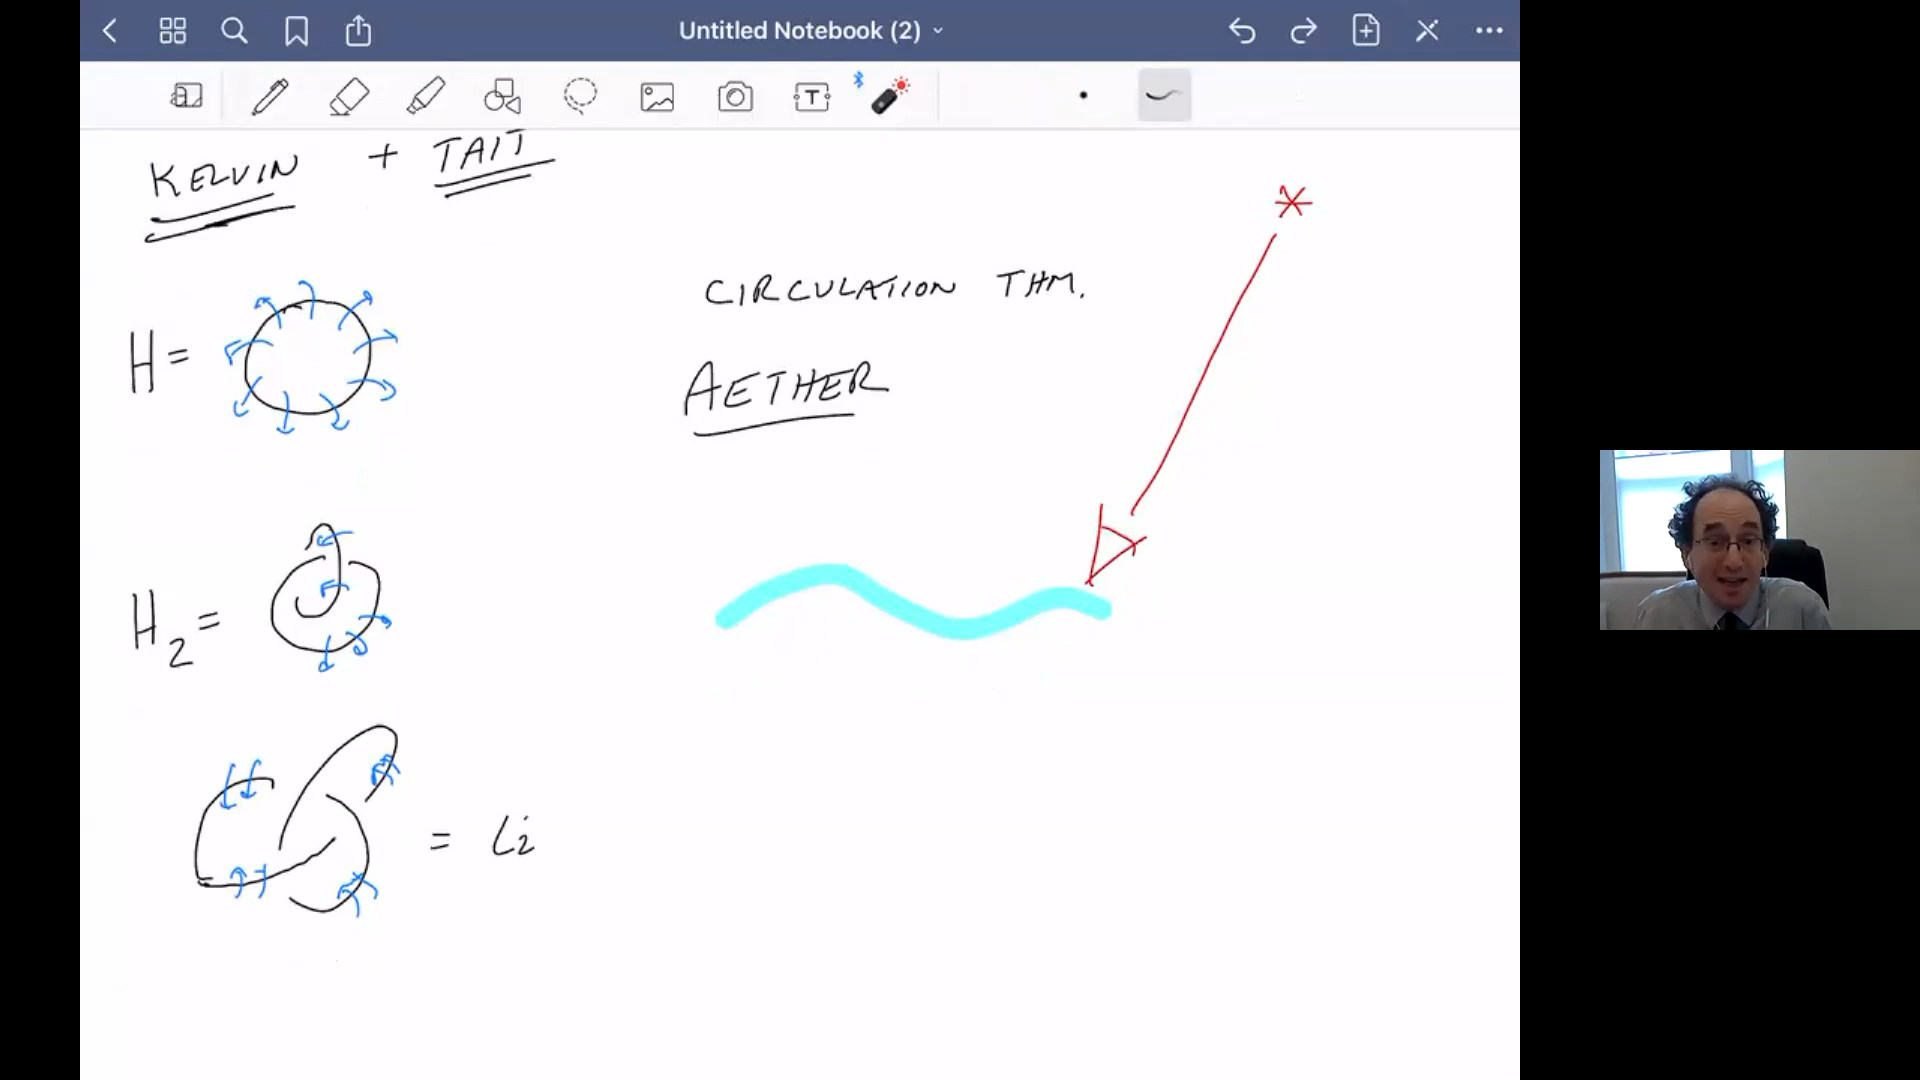 Untitled Notebook (2)
T
KELVIN + TAIT
CIRCULATION THM.
H =
AETHER
H2 =
= Li